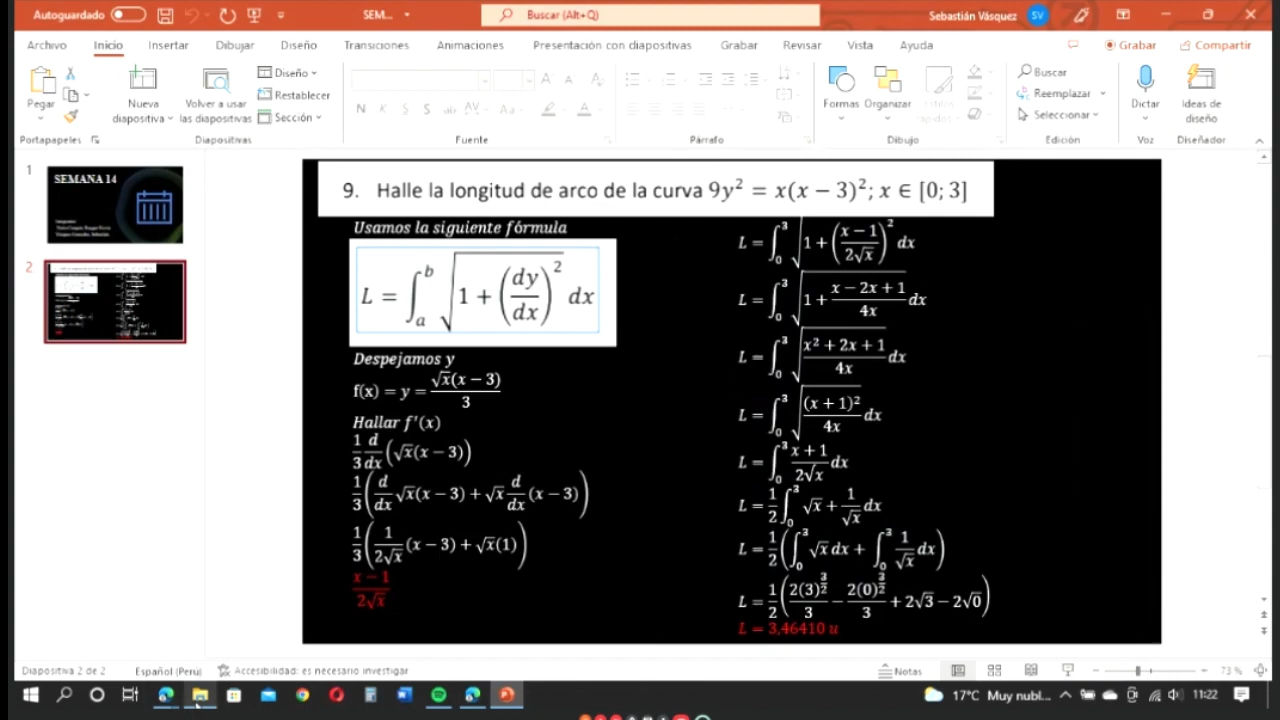 Autoguardado SEM... Buscar (Alt+Q) Sebastián Vásquez SV
Archivo Inicio Insertar Dibujar Diseño Transiciones Animaciones Presentación con diapositivas Grabar Revisar Vista Ayuda Grabar Compartir
Pegar
Nueva diapositiva
Volver a usar las diapositivas
Diseño
Restablecer
Sección
N K S S ab AV Aa A
Formas Organizar
Buscar
Reemplazar
Seleccionar
Dictar
Ideas de diseño
Portapapeles Diapositivas Fuente Párrafo Dibujo Edición Voz Diseñador
1
SEMANA 14
2
9. Halle la longitud de arco de la curva 9y² = x(x − 3)²; x ∈ [0; 3]
Usamos la siguiente fórmula
L = ∫ₐᵇ √(1 + (dy/dx)²) dx
Despejamos y
f(x) = y = √x(x − 3)/3
Hallar f'(x)
1/3 d/dx (√x(x − 3))
1/3 (d/dx √x(x − 3) + √x d/dx (x − 3))
1/3 (1/2√x (x − 3) + √x(1))
x − 1/2√x
L = ∫₀³ √(1 + (x − 1/2√x)²) dx
L = ∫₀³ √(1 + x − 2x + 1/4x) dx
L = ∫₀³ √(x² + 2x + 1/4x) dx
L = ∫₀³ √((x + 1)²/4x) dx
L = ∫₀³ x + 1/2√x dx
L = 1/2 ∫₀³ √x + 1/√x dx
L = 1/2 (∫₀³ √x dx + ∫₀³ 1/√x dx)
L = 1/2 (2(3)^(3/2)/3 − 2(0)^(3/2)/3 + 2√3 − 2√0)
L = 3,46410 u
Diapositiva 2 de 2 Español (Perú) Accesibilidad: es necesario investigar Notas 73 %
17°C Muy nubl... 11:22